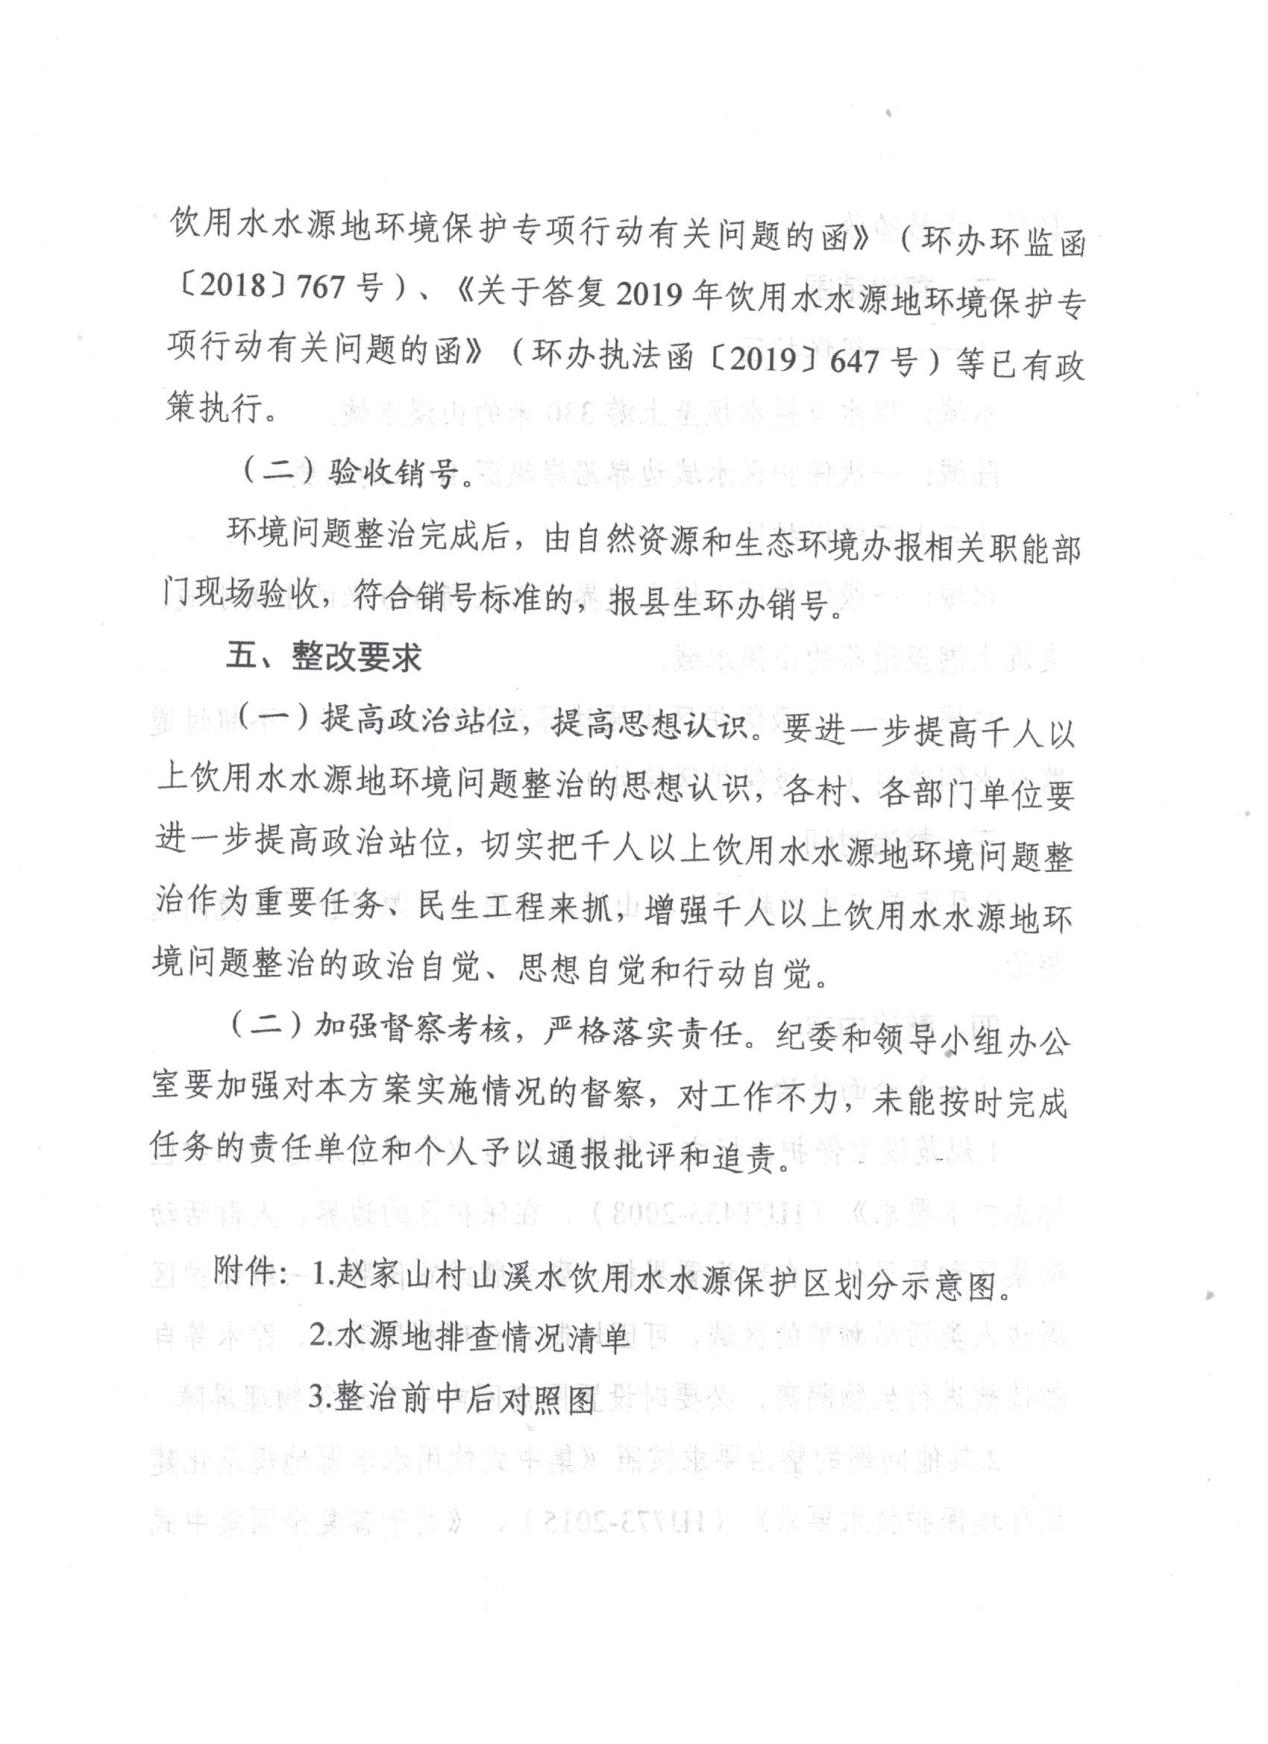 饮用水水源地环境保护专项行动有关问题的函》（环办环监函
〔2018〕767号）、《关于答复2019年饮用水水源地环境保护专
项行动有关问题的函》（环办执法函〔2019〕647号）等已有政
策执行。
（二）验收销号。
环境问题整治完成后，由自然资源和生态环境办报相关职能部
门现场验收，符合销号标准的，报县生环办销号。
五、整改要求
（一）提高政治站位，提高思想认识。要进一步提高千人以
上饮用水水源地环境问题整治的思想认识，各村、各部门单位要
进一步提高政治站位，切实把千人以上饮用水水源地环境问题整
治作为重要任务、民生工程来抓，增强千人以上饮用水水源地环
境问题整治的政治自觉、思想自觉和行动自觉。
（二）加强督察考核，严格落实责任。纪委和领导小组办公
室要加强对本方案实施情况的督察，对工作不力，未能按时完成
任务的责任单位和个人予以通报批评和追责。
附件：1.赵家山村山溪水饮用水水源保护区划分示意图。
2.水源地排查情况清单
3.整治前中后对照图